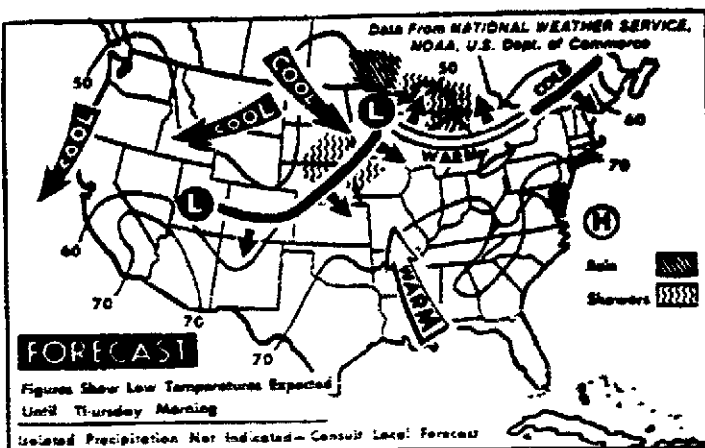 Data From NATIONAL WEATHER SERVICE,
NOAA, U.S. Dept. of Commerce
50
COOL
COOL
COOL
50
L
COLD
60
WARM
70
L
H
60
WARM
Rain
Showers
70
70
70
FORECAST
Figures Show Low Temperatures Expected
Until Thursday Morning
Isolated Precipitation Not Indicated - Consult Local Forecast